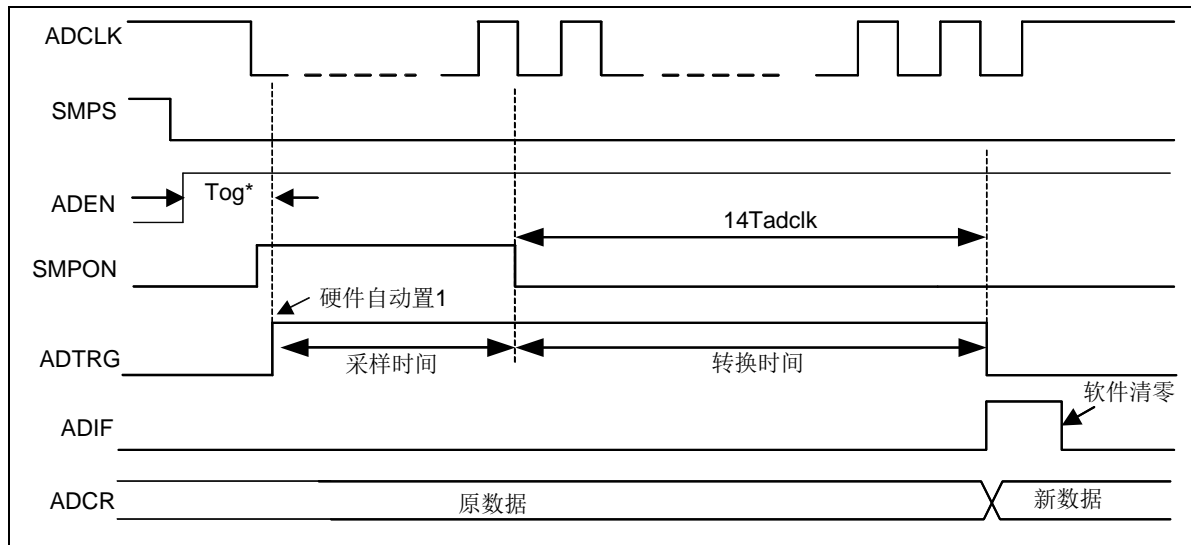 ADCLK
SMPS
ADEN
Tog*
14Tadclk
SMPON
硬件自动置1
ADTRG
采样时间
转换时间
软件清零
ADIF
ADCR
原数据
新数据